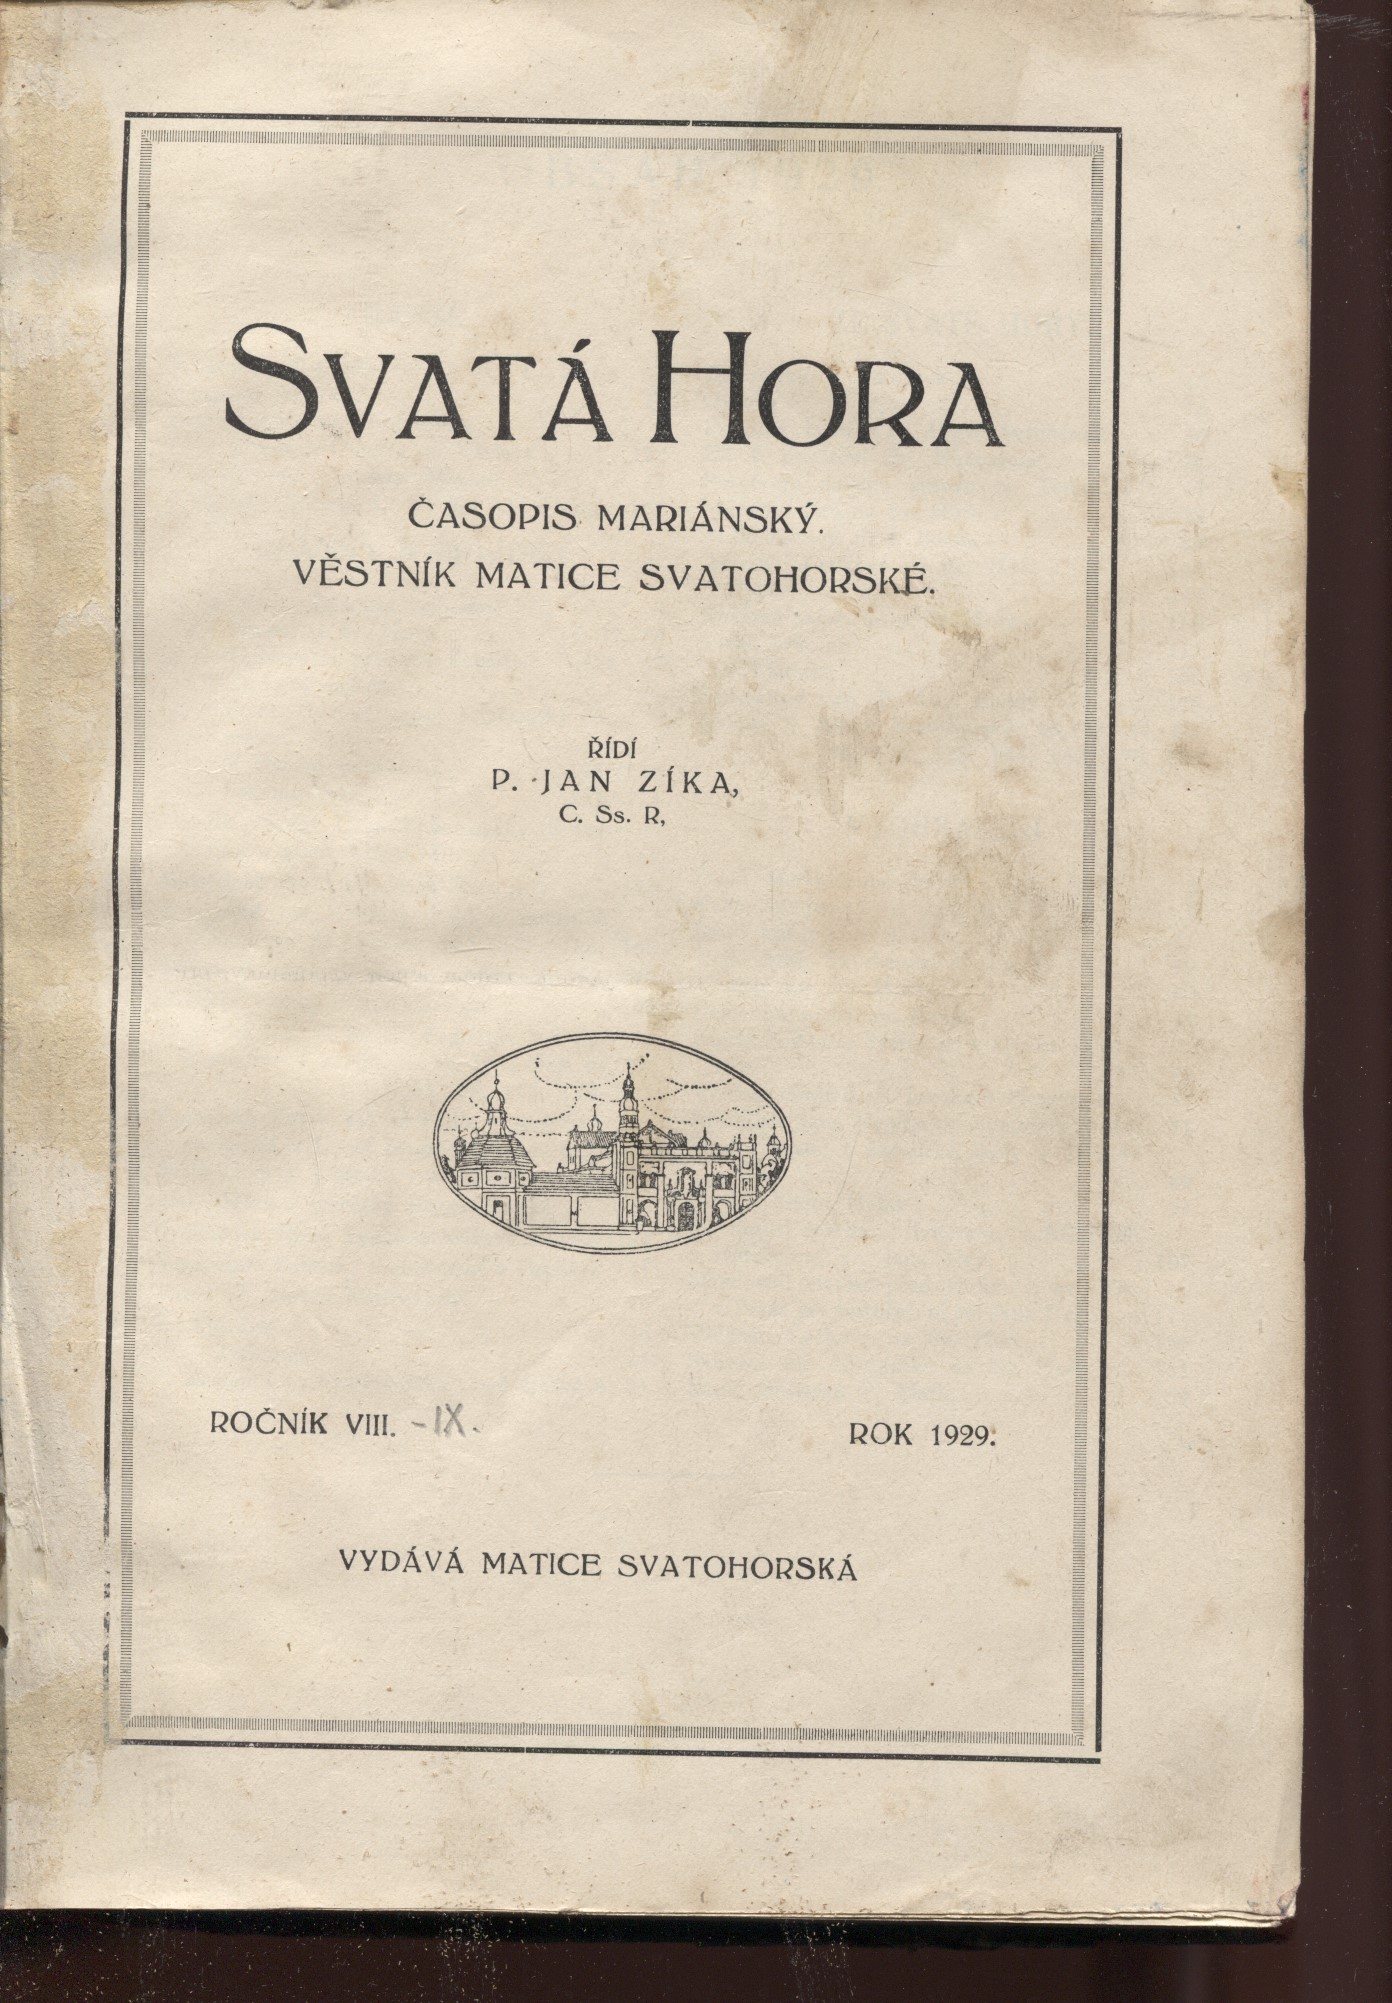 SVATÁ HORA
ČASOPIS MARIÁNSKÝ.
VĚSTNÍK MATICE SVATOHORSKÉ.
ŘÍDÍ
P. JAN ZÍKA,
C. Ss. R,
ROČNÍK VIII. -IX.
ROK 1929.
VYDÁVÁ MATICE SVATOHORSKÁ